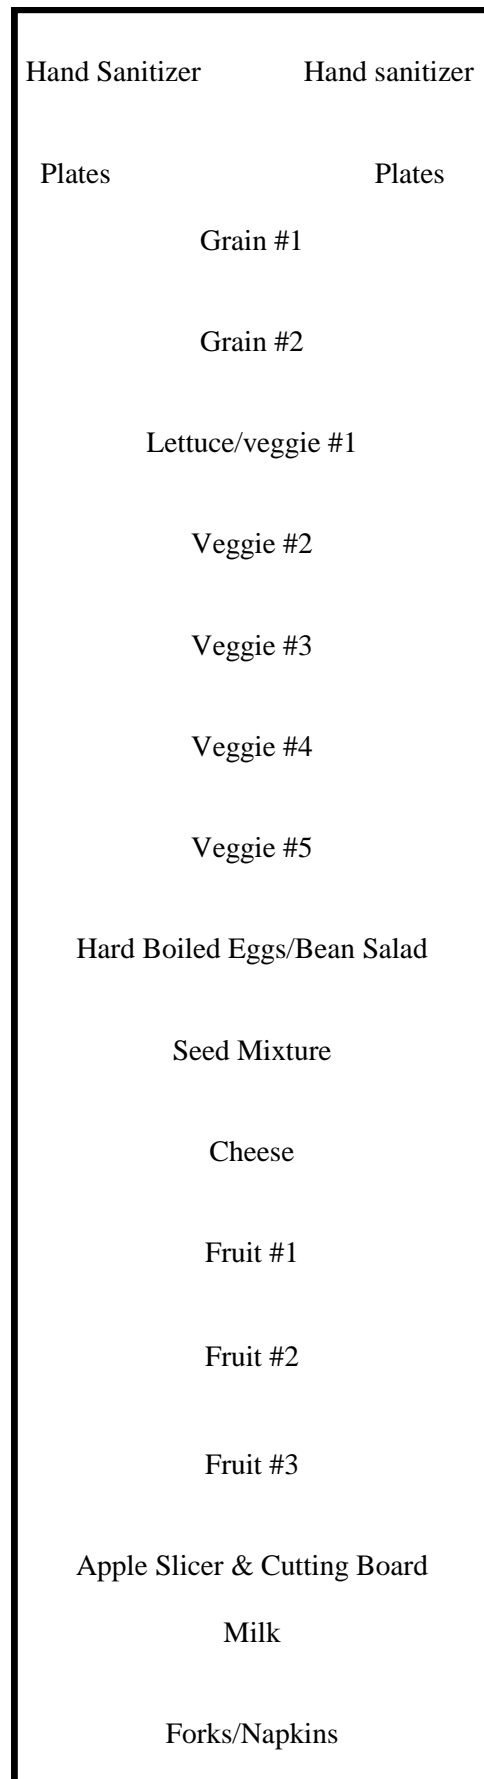 Hand Sanitizer Hand sanitizer
Plates Plates
Grain #1
Grain #2
Lettuce/veggie #1
Veggie #2
Veggie #3
Veggie #4
Veggie #5
Hard Boiled Eggs/Bean Salad
Seed Mixture
Cheese
Fruit #1
Fruit #2
Fruit #3
Apple Slicer & Cutting Board
Milk
Forks/Napkins